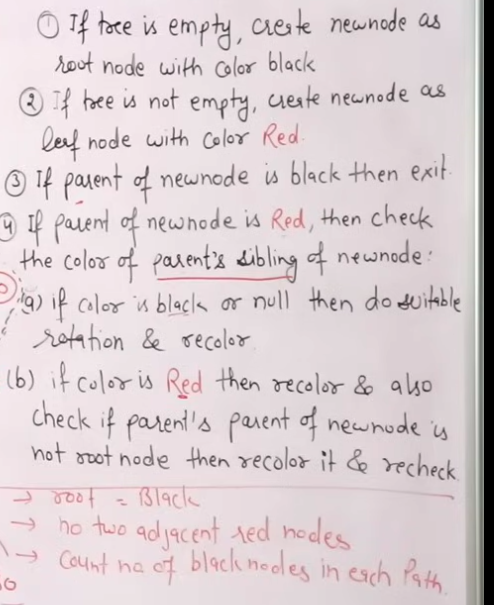 ① If tree is empty, create newnode as
root node with color black
② If tree is not empty, create newnode as
leaf node with color Red.
③ If parent of newnode is black then exit.
④ If parent of newnode is Red, then check
the color of parent's sibling of newnode:
(a) if color is black or null then do suitable
rotation & recolor
(b) if color is Red then recolor & also
check if parent's parent of newnode is
not root node then recolor it & recheck
→ root = Black
→ no two adjacent red nodes
→ Count no of black nodes in each Path.